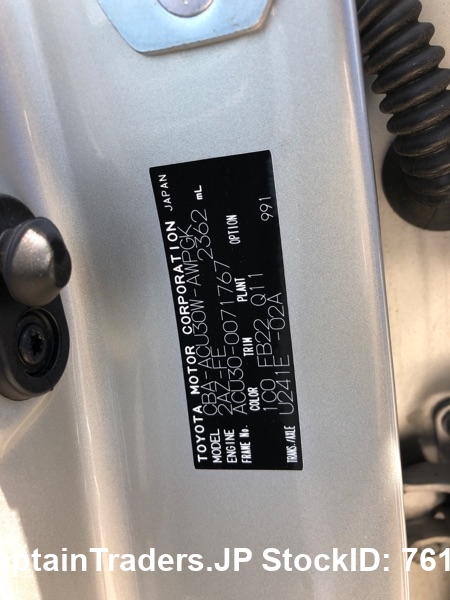 TOYOTA MOTOR CORPORATION JAPAN
MODEL CBA-ACU30W-AWPGK
ENGINE 2AZ-FE 2362 mL
FRAME No. ACU30-0071767
COLOR TRIM PLANT OPTION
1C0 FB22 Q11 991
TRANS/AXLE U241E -02A
ptainTraders.JP StockID: 761